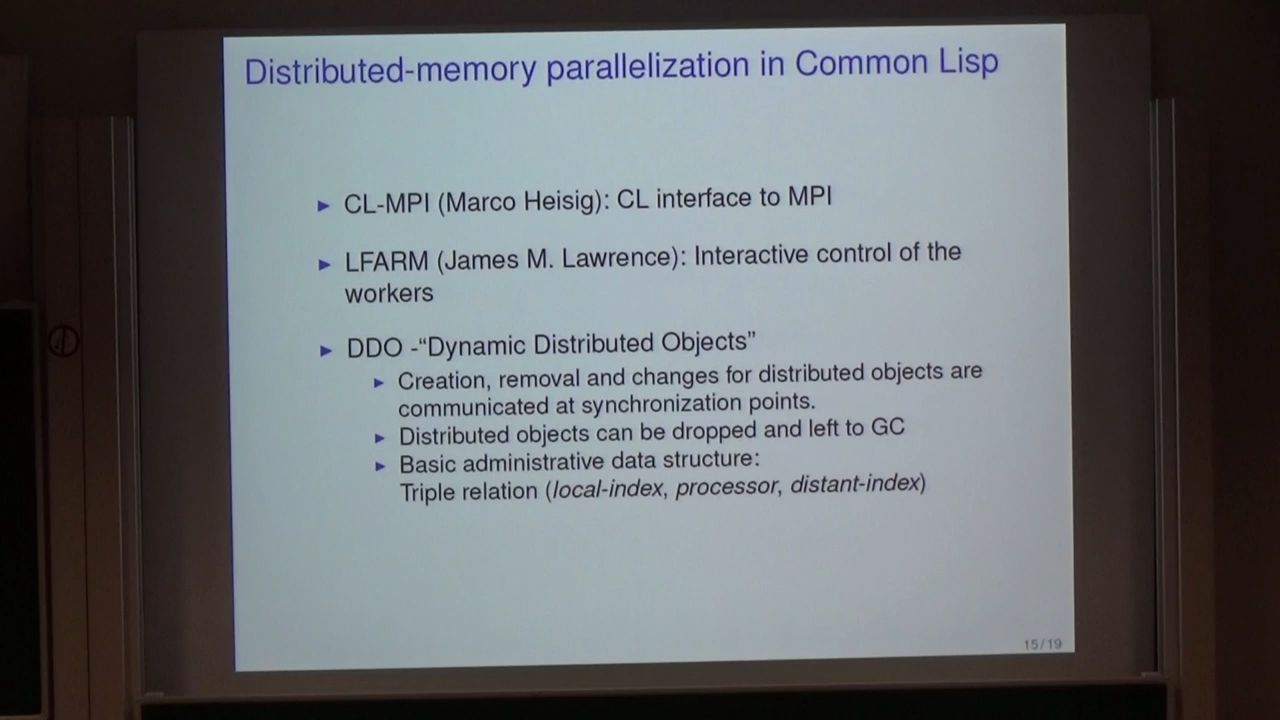 Distributed-memory parallelization in Common Lisp
► CL-MPI (Marco Heisig): CL interface to MPI
► LFARM (James M. Lawrence): Interactive control of the
workers
► DDO -“Dynamic Distributed Objects”
► Creation, removal and changes for distributed objects are
communicated at synchronization points.
► Distributed objects can be dropped and left to GC
► Basic administrative data structure:
Triple relation (local-index, processor, distant-index)
15/19